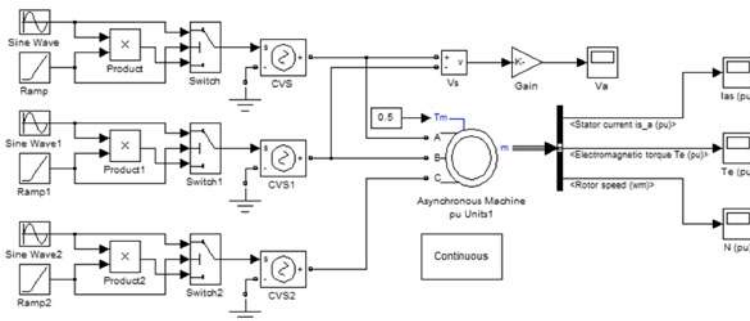 Sine Wave
Ramp
×
Product
Switch
s
+
-
CVS
+
-
v
Vs
K-
Gain
Va
Ias (pu)
0.5
Tm
A
B
C
m
Asynchronous Machine
pu Units1
<Stator current is_a (pu)>
<Electromagnetic torque Te (pu)>
<Rotor speed (wm)>
Te (pu)
N (pu)
Sine Wave1
Ramp1
×
Product1
Switch1
s
+
-
CVS1
Continuous
Sine Wave2
Ramp2
×
Product2
Switch2
s
+
-
CVS2